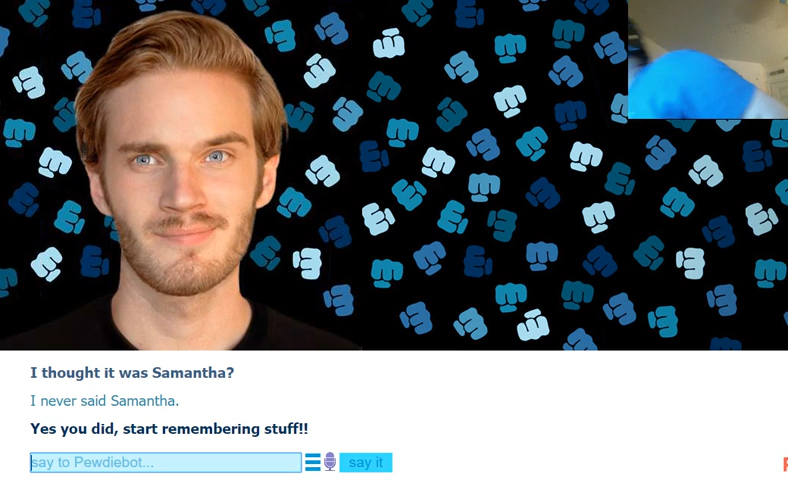 I thought it was Samantha?
I never said Samantha.
Yes you did, start remembering stuff!!
say to Pewdiebot...
say it